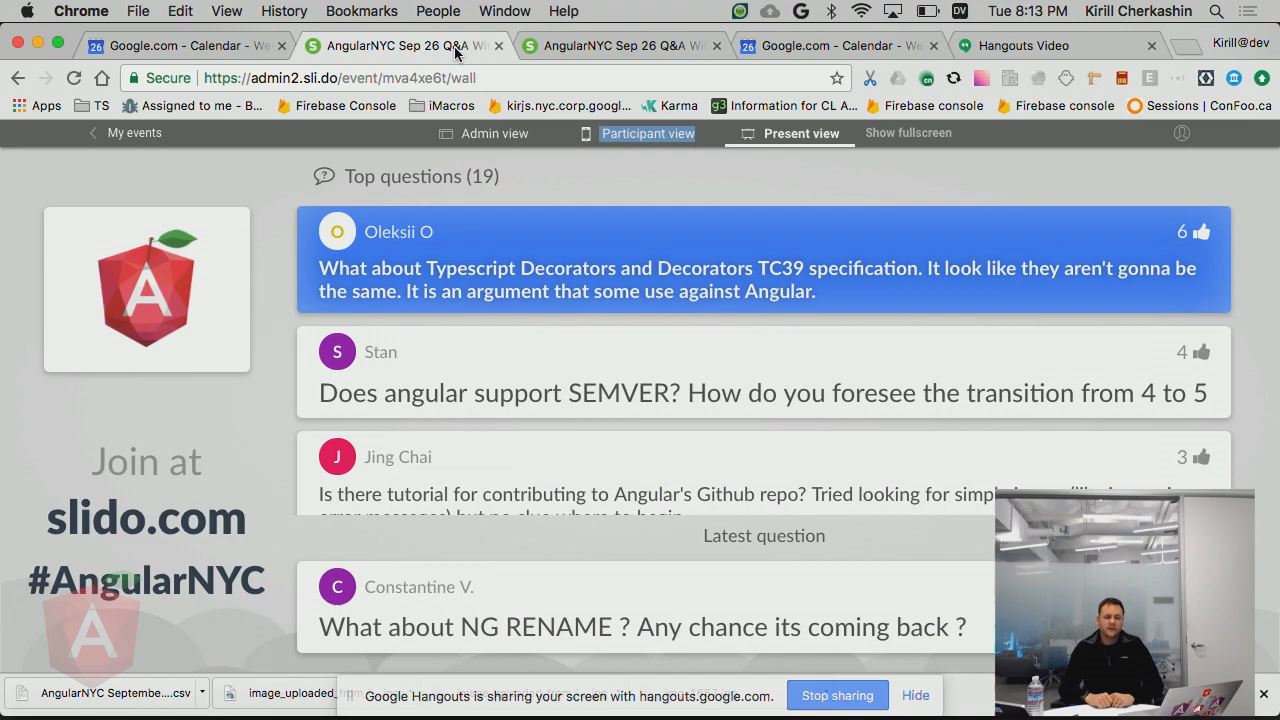 Chrome File Edit View History Bookmarks People Window Help
DV Tue 8:13 PM Kirill Cherkashin
26 Google.com - Calendar - We
AngularNYC Sep 26 Q&A Wi
AngularNYC Sep 26 Q&A Wi
26 Google.com - Calendar - We
Hangouts Video
Kirill@dev
Secure https://admin2.sli.do/event/mva4xe6t/wall
Apps TS Assigned to me - B... Firebase Console iMacros kirjs.nyc.corp.googl... Karma g3 Information for CL A... Firebase console Firebase console Sessions | ConFoo.ca
My events
Admin view
Participant view
Present view
Show fullscreen
Top questions (19)
O Oleksii O 6
What about Typescript Decorators and Decorators TC39 specification. It look like they aren't gonna be
the same. It is an argument that some use against Angular.
S Stan 4
Does angular support SEMVER? How do you foresee the transition from 4 to 5
J Jing Chai 3
Is there tutorial for contributing to Angular's Github repo? Tried looking for
Latest question
C Constantine V.
What about NG RENAME ? Any chance its coming back ?
Join at
slido.com
#AngularNYC
AngularNYC Septembe....csv
image_uploaded_
Google Hangouts is sharing your screen with hangouts.google.com.
Stop sharing
Hide